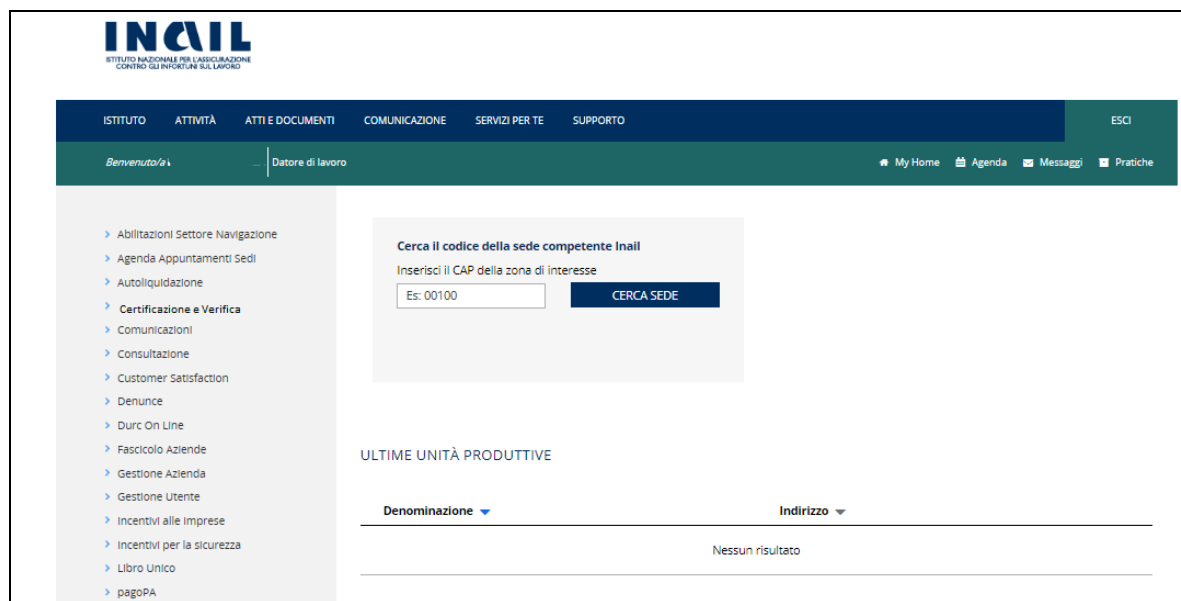 INAIL
ISTITUTO NAZIONALE PER L'ASSICURAZIONE
CONTRO GLI INFORTUNI SUL LAVORO
ISTITUTO ATTIVITÀ ATTI E DOCUMENTI COMUNICAZIONE SERVIZI PER TE SUPPORTO ESCI
Benvenuto/a Datore di lavoro My Home Agenda Messaggi Pratiche
Abilitazioni Settore Navigazione
Agenda Appuntamenti Sedi
Autoliquidazione
Certificazione e Verifica
Comunicazioni
Consultazione
Customer Satisfaction
Denunce
Durc On Line
Fascicolo Aziende
Gestione Azienda
Gestione Utente
Incentivi alle imprese
Incentivi per la sicurezza
Libro Unico
pagoPA
Cerca il codice della sede competente Inail
Inserisci il CAP della zona di interesse
Es: 00100 CERCA SEDE
ULTIME UNITÀ PRODUTTIVE
Denominazione Indirizzo
Nessun risultato